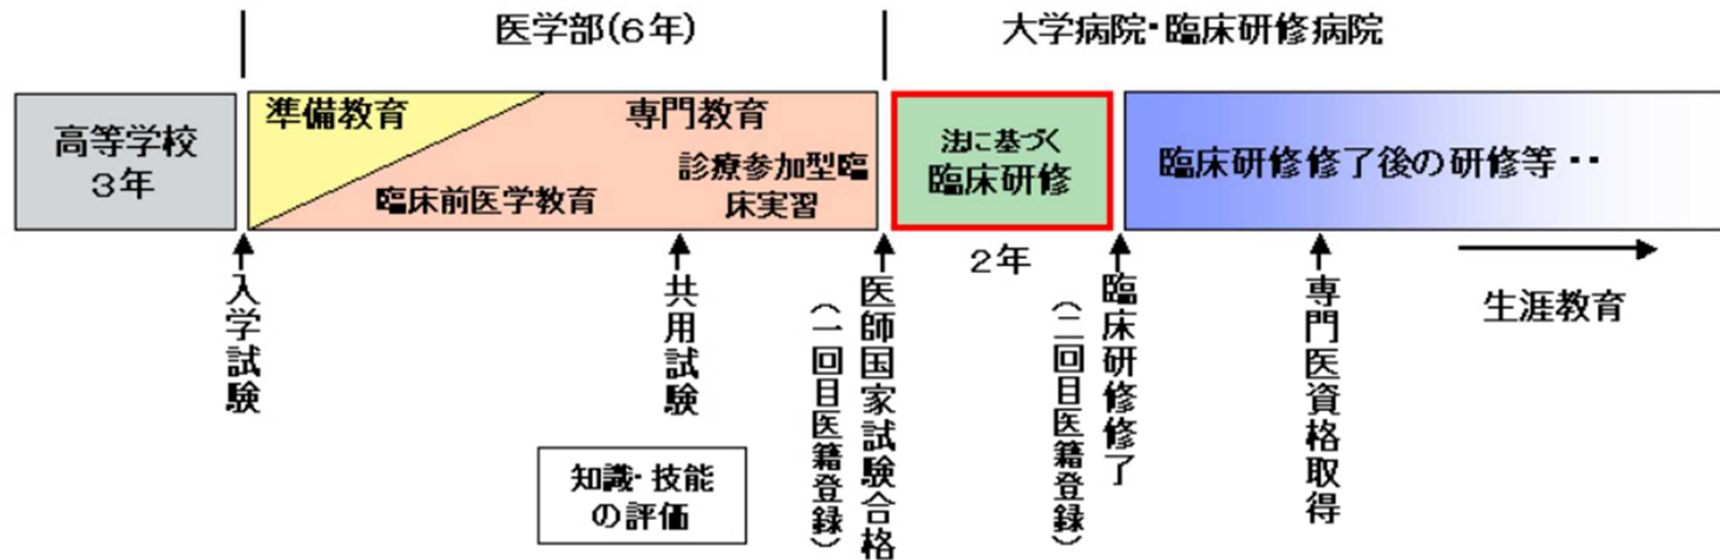 医学部(6年)
大学病院・臨床研修病院
高等学校
3年
準備教育
専門教育
臨床前医学教育
診療参加型臨
床実習
法に基づく
臨床研修
臨床研修修了後の研修等・・
2年
入学試験
共用試験
医師国家試験合格
(一回目医籍登録)
臨床研修修了
(二回目医籍登録)
専門医資格取得
生涯教育
知識・技能
の評価